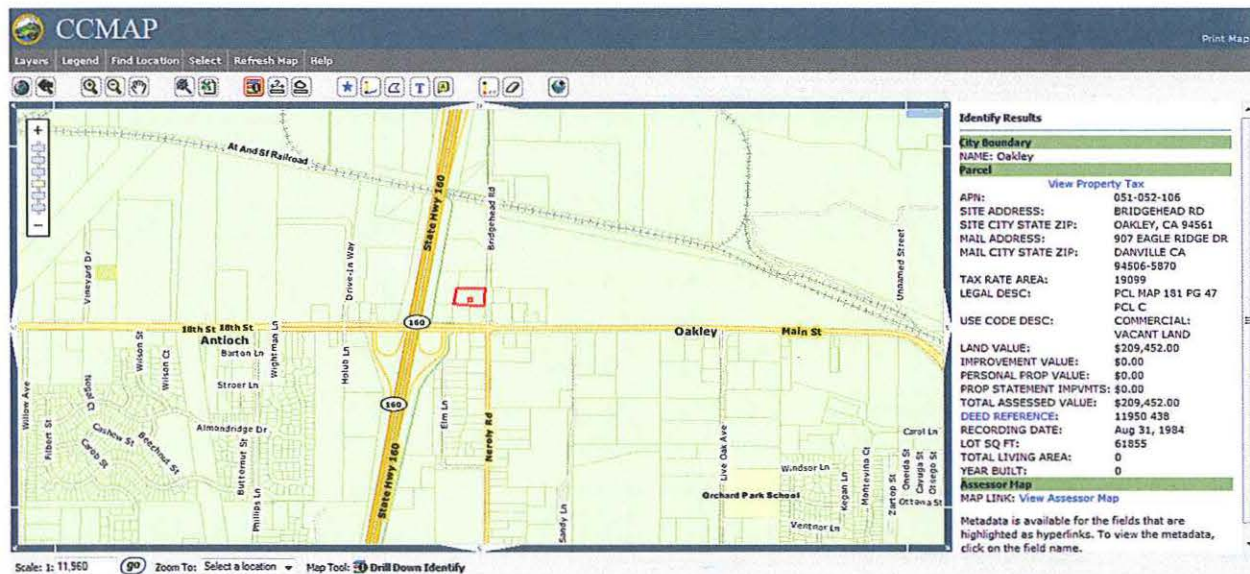 CCMAP
Print Map
Layers Legend Find Location Select Refresh Map Help
At And Sf Railroad
State Hwy 160
Bridgehead Rd
Vineyard Dr
Drive-In Way
Unnamed Street
18th St 18th St
Antioch
160
Oakley
Main St
Wilson St
Wilson Ct
Barton Ln
Wightman
Holub Ln
Stroer Ln
Willow Ave
Filbert St
Cashew St
Carob St
Beechnut St
Almondridge Dr
Butternut St
Phillips Ln
160
State Hwy 160
Elm Ln
Neroly Rd
Sandy Ln
Live Oak Ave
Orchard Park School
Windsor Ln
Ventnor Ln
Kegan Ln
Montevino Ct
Zartop St
Carol Ln
Oneida St
Cayuga St
Otsego St
Ottowa St
Identify Results
City Boundary
NAME: Oakley
Parcel
View Property Tax
APN: 051-052-106
SITE ADDRESS: BRIDGEHEAD RD
SITE CITY STATE ZIP: OAKLEY, CA 94561
MAIL ADDRESS: 907 EAGLE RIDGE DR
MAIL CITY STATE ZIP: DANVILLE CA
94506-5870
TAX RATE AREA: 19099
LEGAL DESC: PCL MAP 181 PG 47
PCL C
USE CODE DESC: COMMERCIAL:
VACANT LAND
LAND VALUE: $209,452.00
IMPROVEMENT VALUE: $0.00
PERSONAL PROP VALUE: $0.00
PROP STATEMENT IMPVMTS: $0.00
TOTAL ASSESSED VALUE: $209,452.00
DEED REFERENCE: 11950 438
RECORDING DATE: Aug 31, 1984
LOT SQ FT: 61855
TOTAL LIVING AREA: 0
YEAR BUILT: 0
Assessor Map
MAP LINK: View Assessor Map
Metadata is available for the fields that are
highlighted as hyperlinks. To view the metadata,
click on the field name.
Scale: 1: 11,560 go Zoom To: Select a location Map Tool: Drill Down Identify